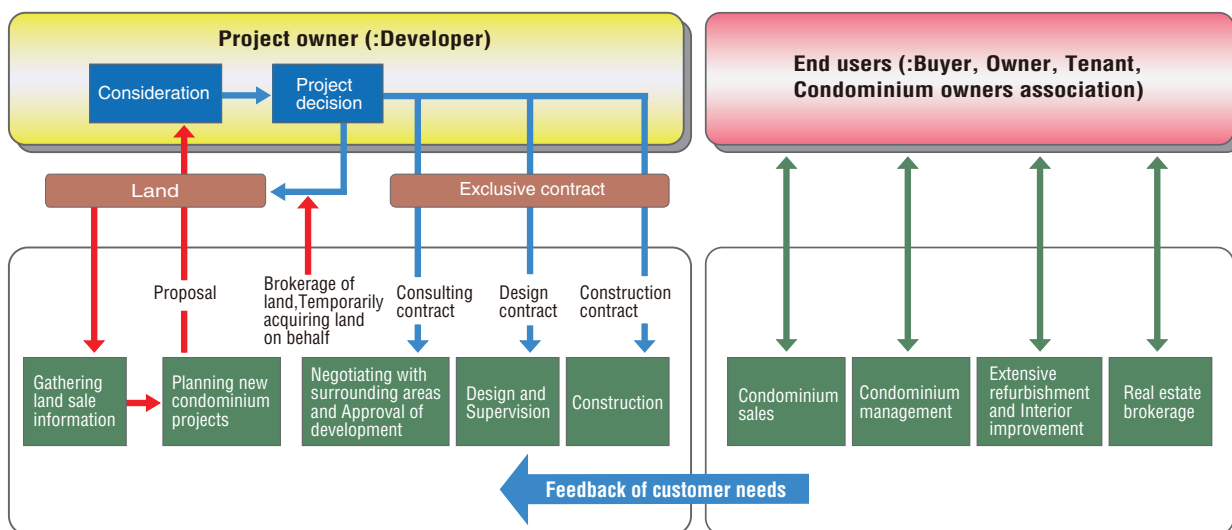 Project owner (:Developer)
Consideration
Project
decision
Land
Exclusive contract
Proposal
Brokerage of
land,Temporarily
acquiring land
on behalf
Consulting
contract
Design
contract
Construction
contract
Gathering
land sale
information
Planning new
condominium
projects
Negotiating with
surrounding areas
and Approval of
development
Design and
Supervision
Construction
End users (:Buyer, Owner, Tenant,
Condominium owners association)
Condominium
sales
Condominium
management
Extensive
refurbishment
and Interior
improvement
Real estate
brokerage
Feedback of customer needs